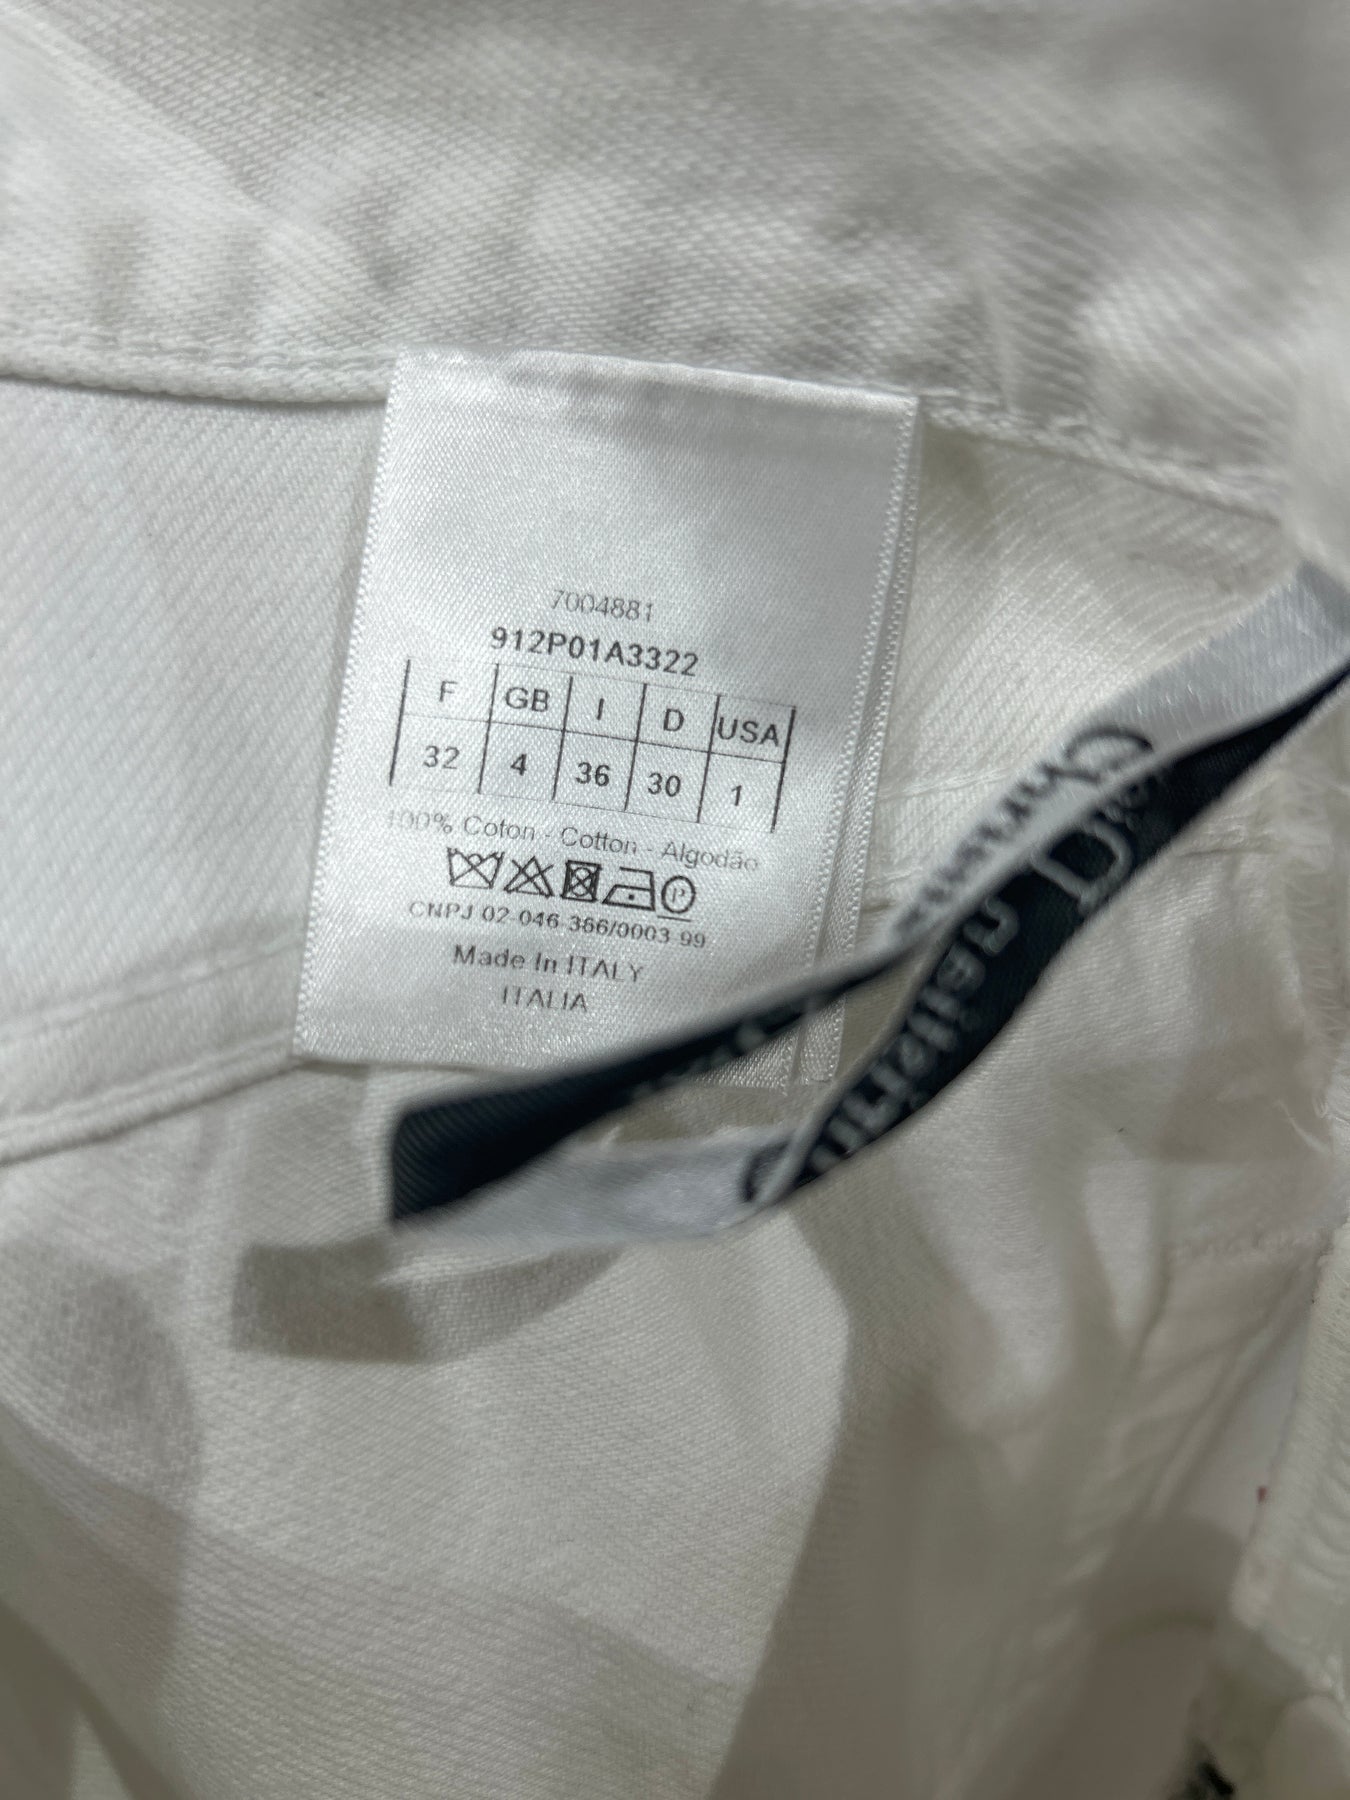 7004881
912P01A3322
F GB I D USA
32 4 36 30 1
100% Coton - Cotton - Algodão
P
CNPJ 02 046 366/0003 99
Made In ITALY
ITALIA
Christian